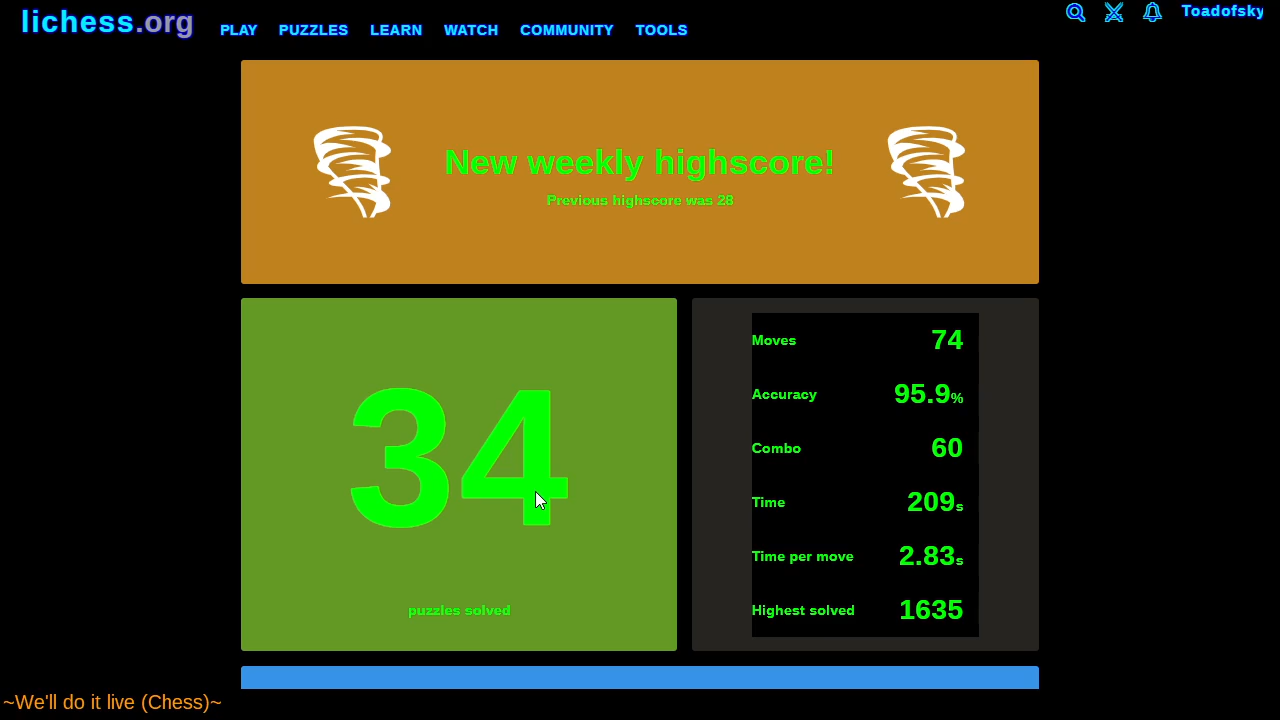 lichess.org
PLAY PUZZLES LEARN WATCH COMMUNITY TOOLS
Toadofsky
New weekly highscore!
Previous highscore was 28
34
puzzles solved
Moves 74
Accuracy 95.9%
Combo 60
Time 209s
Time per move 2.83s
Highest solved 1635
~We'll do it live (Chess)~